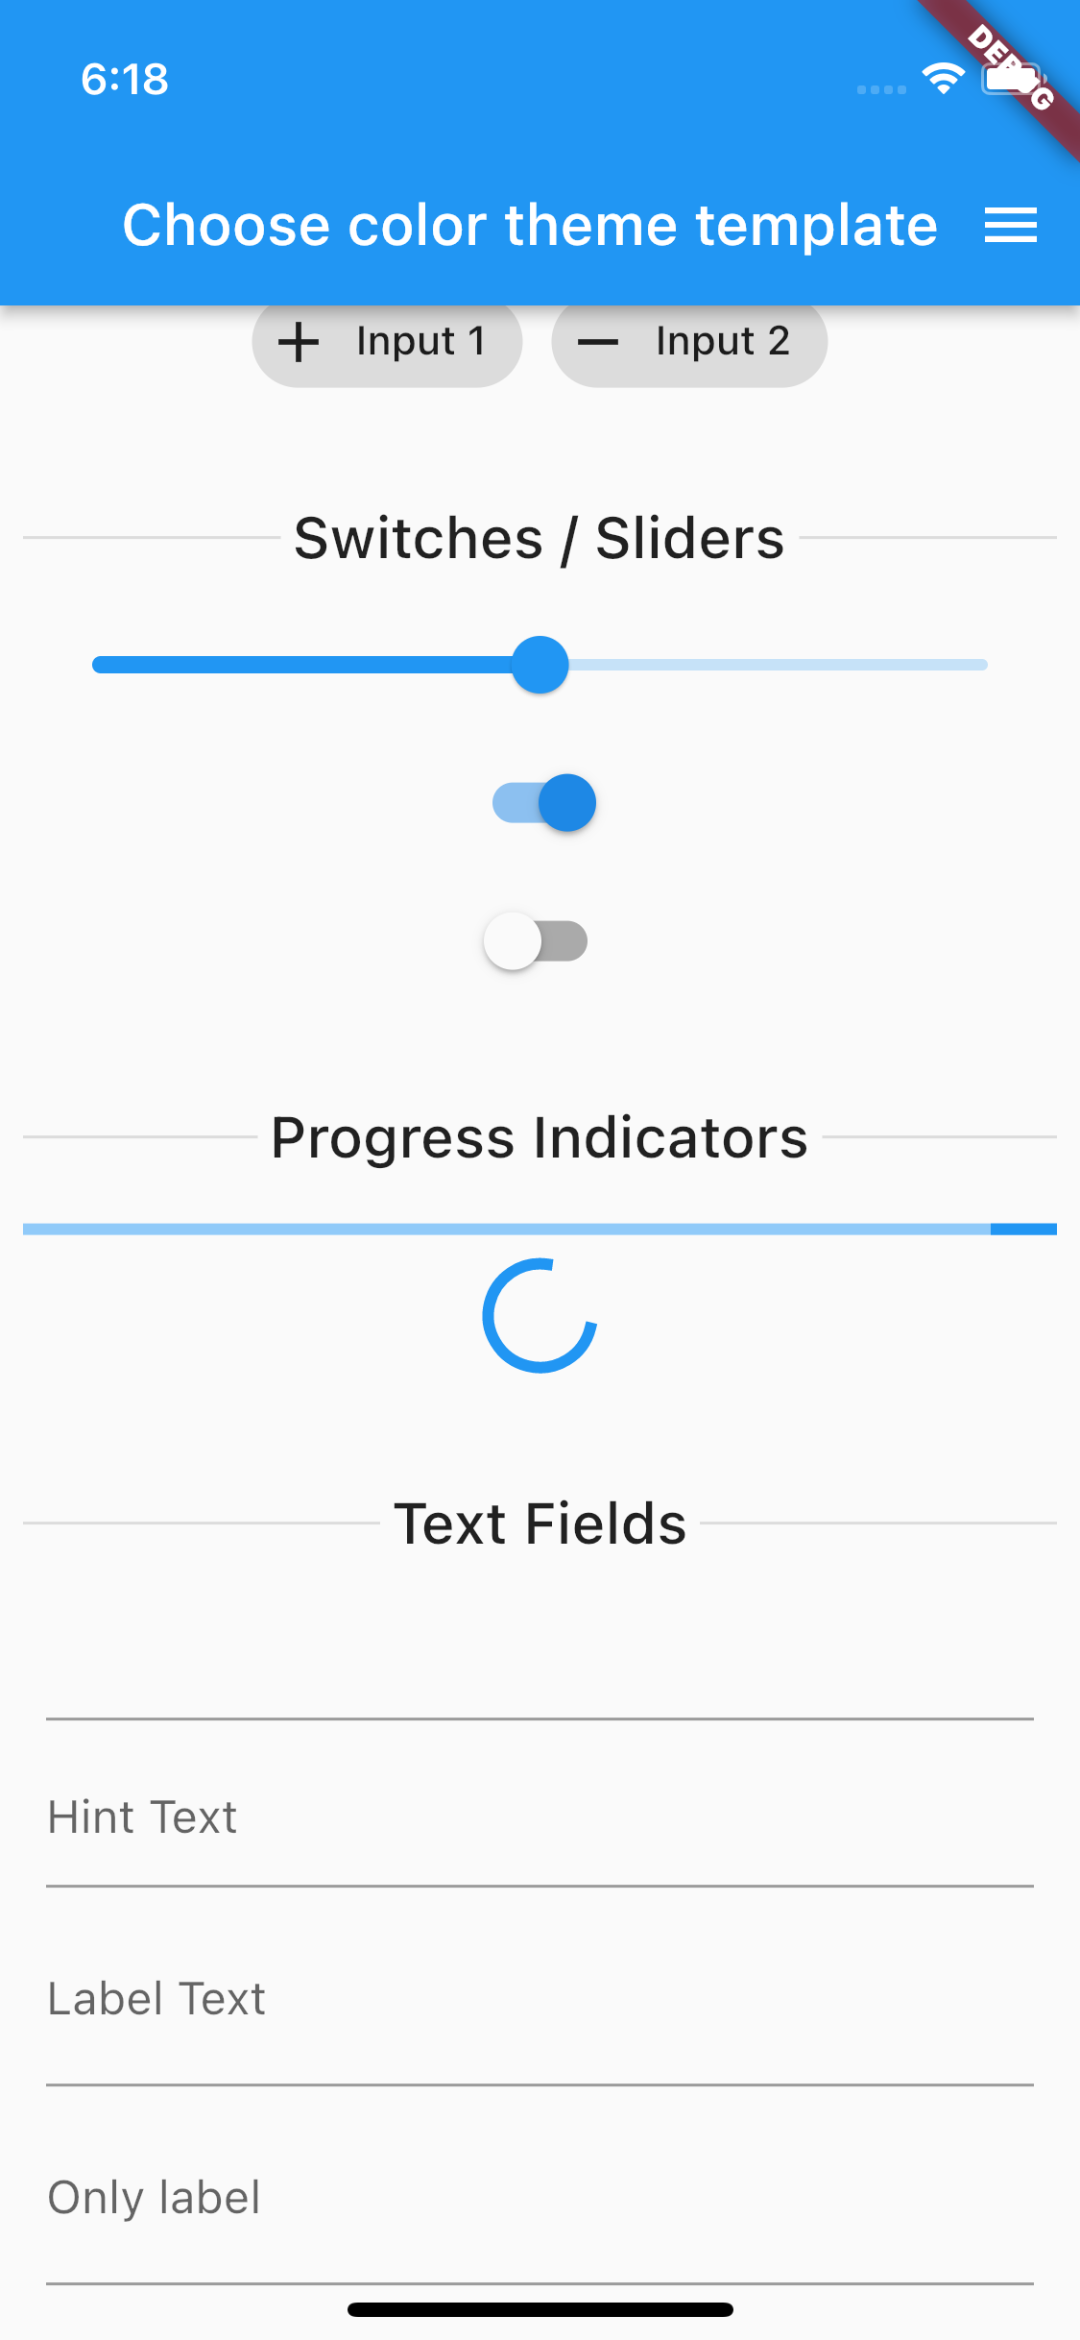 6:18
DEBUG
Choose color theme template
Input 1
Input 2
Switches / Sliders
Progress Indicators
Text Fields
Hint Text
Label Text
Only label